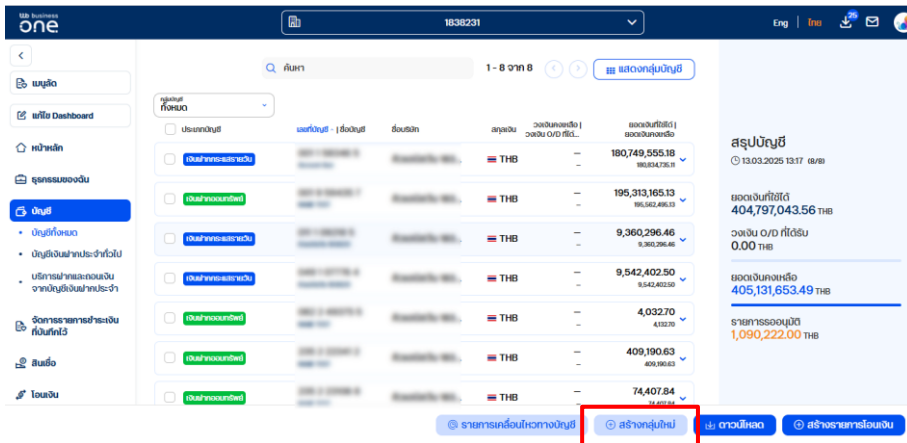 ttb business
one
1838231
Eng | ไทย
25
เมนูลัด
แก้ไข Dashboard
หน้าหลัก
ธุรกรรมของฉัน
บัญชี
บัญชีทั้งหมด
บัญชีเงินฝากประจำทั่วไป
บริการฝากและถอนเงิน
จากบัญชีเงินฝากประจำ
จัดการรายการชำระเงิน
ที่บันทึกไว้
สินเชื่อ
โอนเงิน
ค้นหา
1 - 8 จาก 8
แสดงกลุ่มบัญชี
กลุ่มบัญชี
ทั้งหมด
ประเภทบัญชี
เลขที่บัญชี - | ชื่อบัญชี
ชื่อบริษัท
สกุลเงิน
วงเงินคงเหลือ |
วงเงิน O/D ที่ได้...
ยอดเงินที่ใช้ได้ |
ยอดเงินคงเหลือ
เงินฝากกระแสรายวัน
THB
–
180,749,555.18
–
180,834,735.11
เงินฝากออมทรัพย์
THB
–
195,313,165.13
–
195,562,495.13
เงินฝากกระแสรายวัน
THB
–
9,360,296.46
–
9,360,296.46
เงินฝากกระแสรายวัน
THB
–
9,542,402.50
–
9,542,402.50
เงินฝากออมทรัพย์
THB
–
4,032.70
–
4,132.70
เงินฝากออมทรัพย์
THB
–
409,190.63
–
409,190.63
เงินฝากออมทรัพย์
THB
–
74,407.84
–
74,407.84
สรุปบัญชี
13.03.2025 13:17 (8/8)
ยอดเงินที่ใช้ได้
404,797,043.56 THB
วงเงิน O/D ที่ได้รับ
0.00 THB
ยอดเงินคงเหลือ
405,131,653.49 THB
รายการรออนุมัติ
1,090,222.00 THB
รายการเคลื่อนไหวทางบัญชี
สร้างกลุ่มใหม่
ดาวน์โหลด
สร้างรายการโอนเงิน